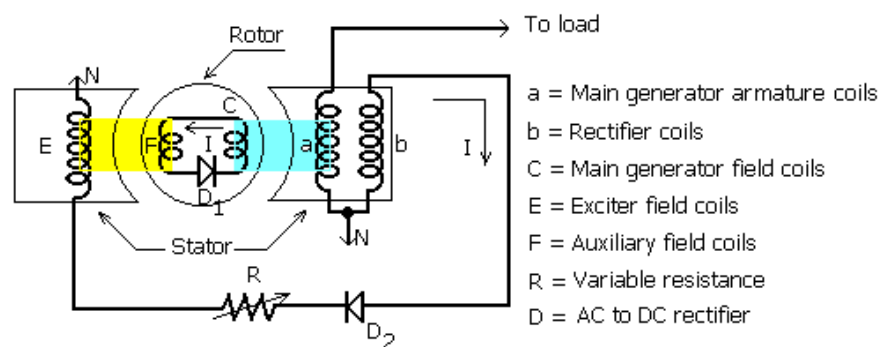 Rotor
To load
N
C
E
F
I
a
b
I
D1
N
Stator
R
D2
a = Main generator armature coils
b = Rectifier coils
C = Main generator field coils
E = Exciter field coils
F = Auxiliary field coils
R = Variable resistance
D = AC to DC rectifier